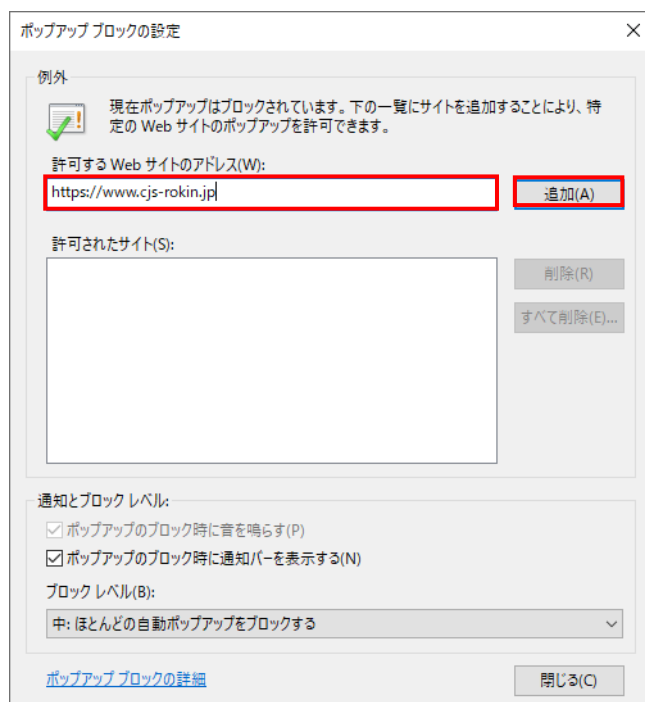 ポップアップ ブロックの設定
例外
現在ポップアップはブロックされています。下の一覧にサイトを追加することにより、特
定の Web サイトのポップアップを許可できます。
許可する Web サイトのアドレス(W):
https://www.cjs-rokin.jp
追加(A)
許可されたサイト(S):
削除(R)
すべて削除(E)...
通知とブロック レベル:
ポップアップのブロック時に音を鳴らす(P)
ポップアップのブロック時に通知バーを表示する(N)
ブロック レベル(B):
中: ほとんどの自動ポップアップをブロックする
ポップアップ ブロックの詳細
閉じる(C)